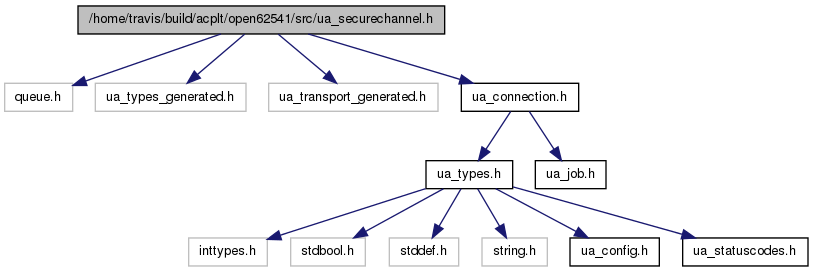 /home/travis/build/acplt/open62541/src/ua_securechannel.h
queue.h
ua_types_generated.h
ua_transport_generated.h
ua_connection.h
ua_types.h
ua_job.h
inttypes.h
stdbool.h
stddef.h
string.h
ua_config.h
ua_statuscodes.h